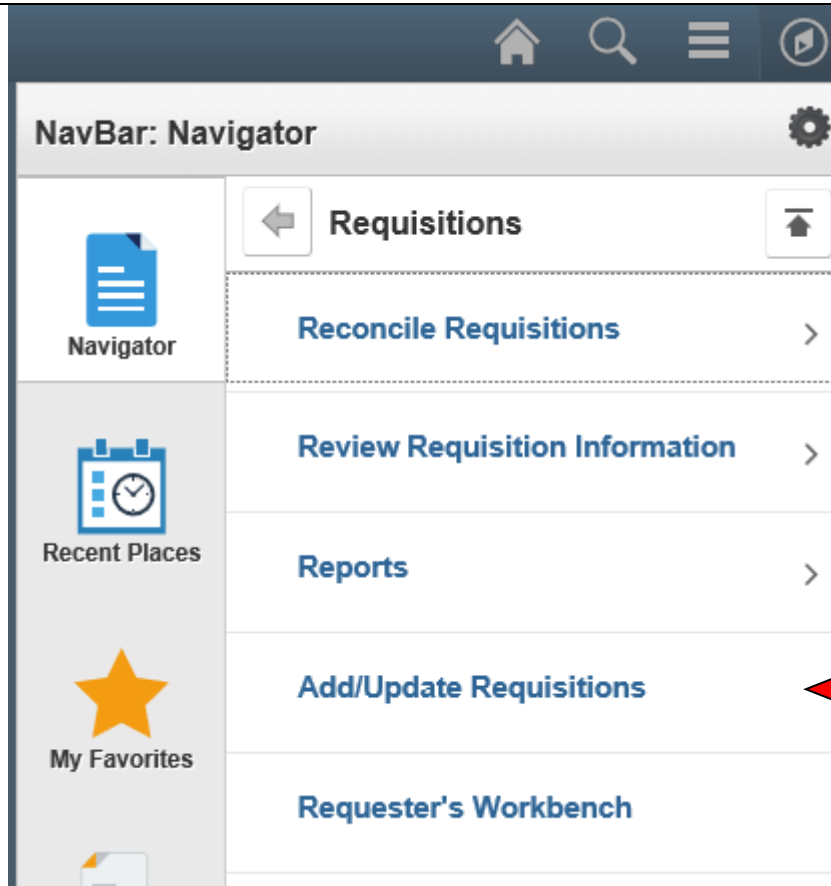 NavBar: Navigator
Requisitions
Navigator
Reconcile Requisitions
Review Requisition Information
Recent Places
Reports
Add/Update Requisitions
My Favorites
Requester's Workbench